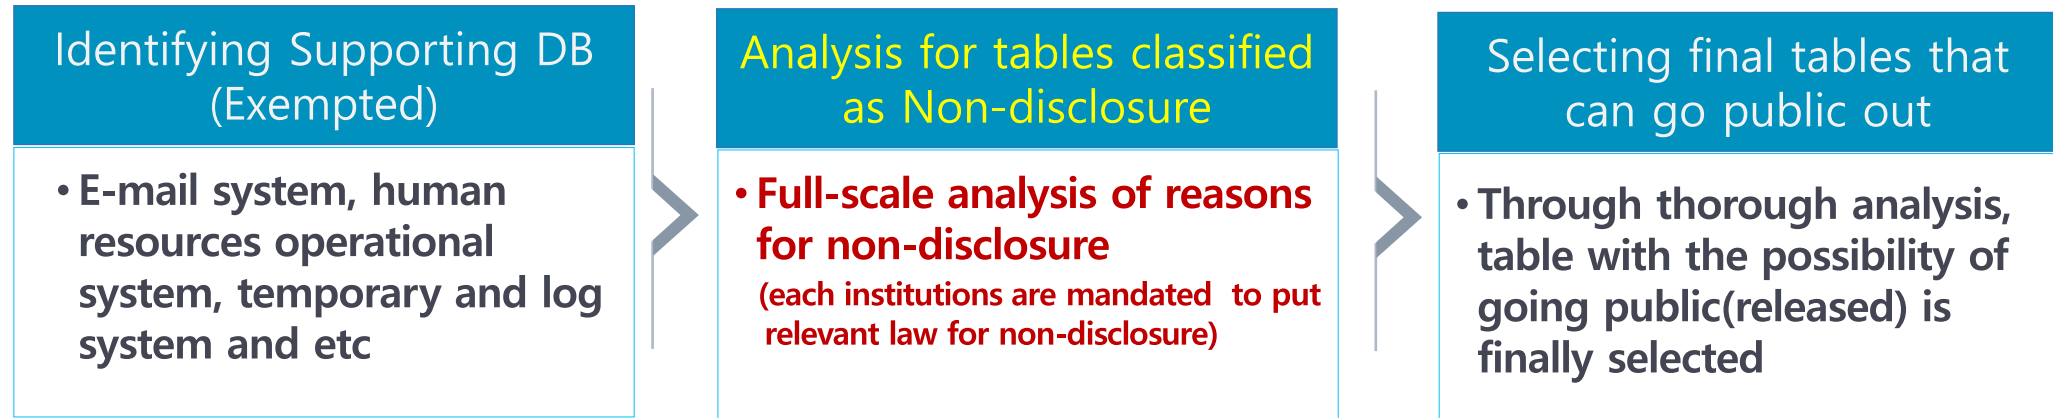 Identifying Supporting DB
(Exempted)
• E-mail system, human
resources operational
system, temporary and log
system and etc
Analysis for tables classified
as Non-disclosure
• Full-scale analysis of reasons
for non-disclosure
(each institutions are mandated to put
relevant law for non-disclosure)
Selecting final tables that
can go public out
• Through thorough analysis,
table with the possibility of
going public(released) is
finally selected